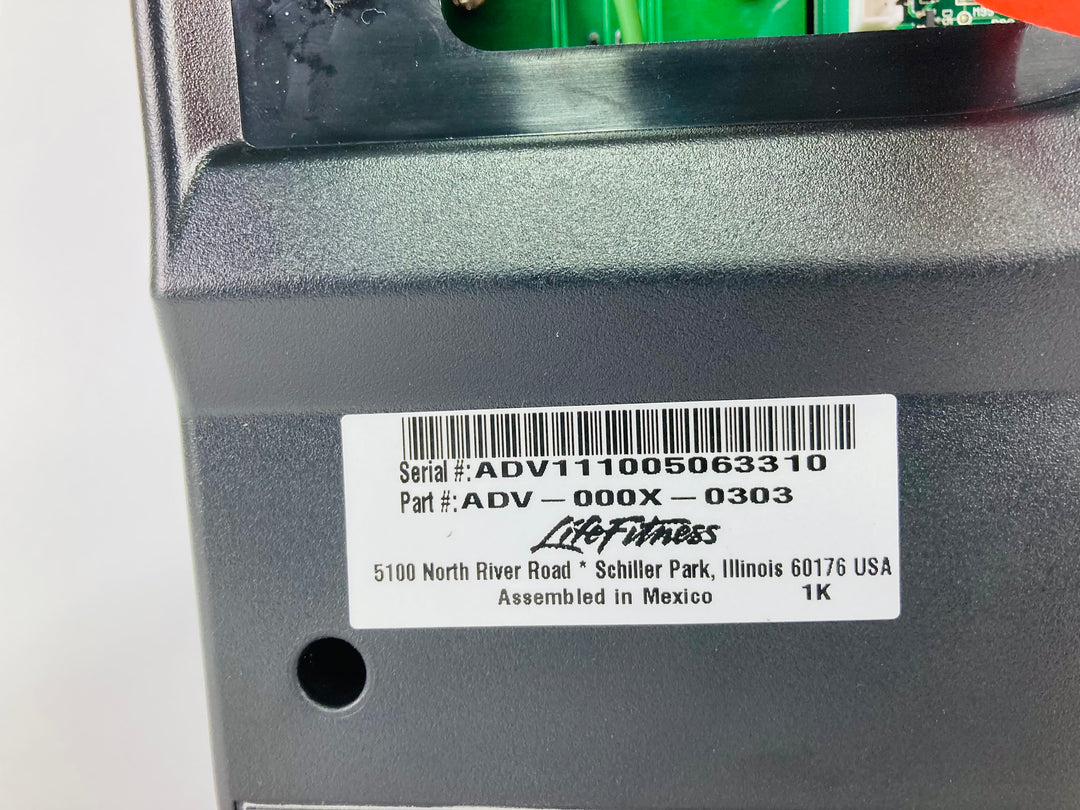 Serial #: ADV111005063310
Part #: ADV-000X-0303
LifeFitness
5100 North River Road * Schiller Park, Illinois 60176 USA
Assembled in Mexico 1K